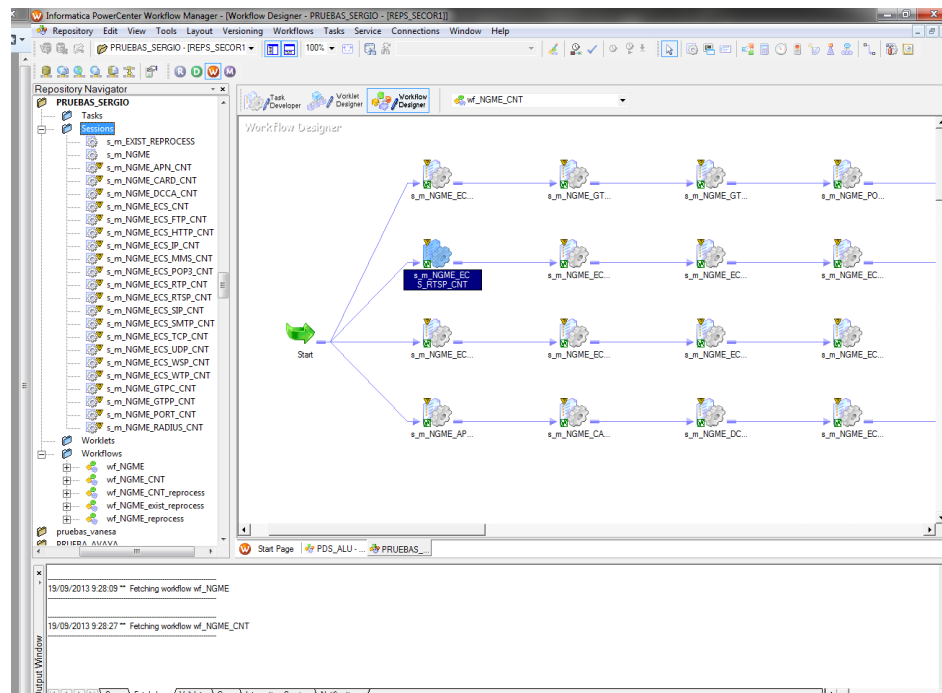 Informatica PowerCenter Workflow Manager - [Workflow Designer - PRUEBAS_SERGIO - [REPS_SECOR1]]
Repository Edit View Tools Layout Versioning Workflows Tasks Service Connections Window Help
PRUEBAS_SERGIO - [REPS_SECOR1
100%
R D W M
Repository Navigator
PRUEBAS_SERGIO
Tasks
Sessions
s_m_EXIST_REPROCESS
s_m_NGME
s_m_NGME_APN_CNT
s_m_NGME_CARD_CNT
s_m_NGME_DCCA_CNT
s_m_NGME_ECS_CNT
s_m_NGME_ECS_FTP_CNT
s_m_NGME_ECS_HTTP_CNT
s_m_NGME_ECS_IP_CNT
s_m_NGME_ECS_MMS_CNT
s_m_NGME_ECS_POP3_CNT
s_m_NGME_ECS_RTP_CNT
s_m_NGME_ECS_RTSP_CNT
s_m_NGME_ECS_SIP_CNT
s_m_NGME_ECS_SMTP_CNT
s_m_NGME_ECS_TCP_CNT
s_m_NGME_ECS_UDP_CNT
s_m_NGME_ECS_WSP_CNT
s_m_NGME_ECS_WTP_CNT
s_m_NGME_GTPC_CNT
s_m_NGME_GTPP_CNT
s_m_NGME_PORT_CNT
s_m_NGME_RADIUS_CNT
Worklets
Workflows
wf_NGME
wf_NGME_CNT
wf_NGME_CNT_reprocess
wf_NGME_exist_reprocess
wf_NGME_reprocess
pruebas_vanesa
PRUEBA_AVAYA
Task Developer
Worklet Designer
Workflow Designer
wf_NGME_CNT
Workflow Designer
s_m_NGME_EC... s_m_NGME_GT... s_m_NGME_GT... s_m_NGME_PO...
s_m_NGME_EC
S_RTSP_CNT
s_m_NGME_EC... s_m_NGME_EC... s_m_NGME_EC...
Start
s_m_NGME_EC... s_m_NGME_EC... s_m_NGME_EC... s_m_NGME_EC...
s_m_NGME_AP... s_m_NGME_CA... s_m_NGME_DC... s_m_NGME_EC...
Start Page PDS_ALU - ... PRUEBAS_...
19/09/2013 9:28:09 ** Fetching workflow wf_NGME
19/09/2013 9:28:27 ** Fetching workflow wf_NGME_CNT
Output Window